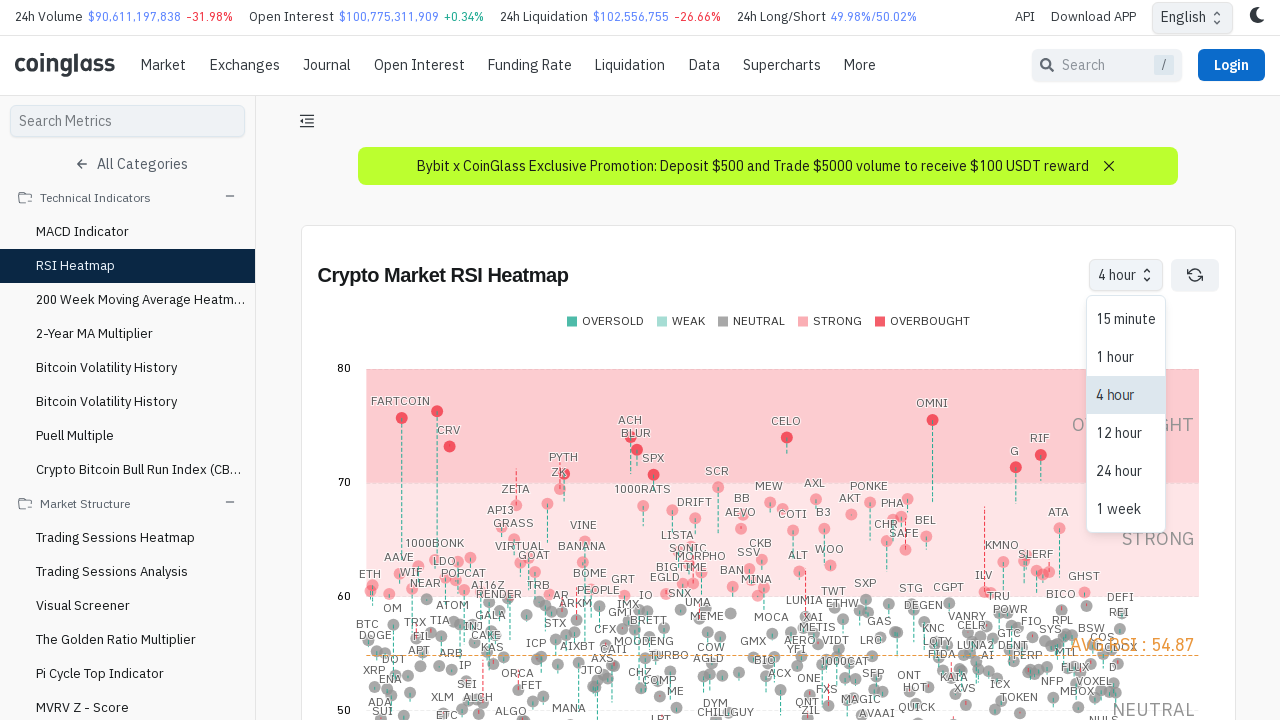 24h Volume $90,611,197,838 -31.98% Open Interest $100,775,311,909 +0.34% 24h Liquidation $102,556,755 -26.66% 24h Long/Short 49.98%/50.02% API Download APP English
coinglass Market Exchanges Journal Open Interest Funding Rate Liquidation Data Supercharts More Search / Login
Search Metrics
All Categories
Technical Indicators
MACD Indicator
RSI Heatmap
200 Week Moving Average Heatm...
2-Year MA Multiplier
Bitcoin Volatility History
Bitcoin Volatility History
Puell Multiple
Crypto Bitcoin Bull Run Index (CB...
Market Structure
Trading Sessions Heatmap
Trading Sessions Analysis
Visual Screener
The Golden Ratio Multiplier
Pi Cycle Top Indicator
MVRV Z - Score
Bybit x CoinGlass Exclusive Promotion: Deposit $500 and Trade $5000 volume to receive $100 USDT reward
Crypto Market RSI Heatmap
4 hour
15 minute
1 hour
4 hour
12 hour
24 hour
1 week
OVERSOLD WEAK NEUTRAL STRONG OVERBOUGHT
80
FARTCOIN OMNI
CRV ACH CELO
BLUR RIF
PYTH SPX G
ZK SCR
70
ZETA 1000RATS MEW AXL PONKE
DRIFT BB AKT PHA
API3 AEVO COTI B3 ATA
GRASS VINE CHR BEL
LISTA SAFE
1000BONK VIRTUAL BANANA SONIC CKB WOO KMNO
AAVE LDO GOAT MORPHO SSV ALT SLERF
ETH WIF POPCAT BOME BIGTIME BAN ILV GHST
NEAR AI16Z TRB GRT EGLD MINA SXP STG CGPT
STRONG
60
RENDER AR PEOPLE IO SNX TWT TRU BICO DEFI
OM ATOM ARKM IMX UMA LUMIA ETHW DEGEN POWR REI
BTC TRX TIA GALA STX GMT BRETT MEME MOCA XAI GAS VANRY FIO RPL
DOGE FIL INJ CAKE CFX MOODENG GMX METIS KNC CELR GTC SYS BSW
APT ARB KAS ICP AIXBT CATI COW AERO VIDT LRC LQTY LUNA2 DENT COS
AVG RSI : 54.87
DOT AXS TURBO AGLD YFI FIDA AI PERP MTL DYDX
XRP IP ORCA JTO CHZ BIO 1000CAT FLUX D
ENA SEI FET COMP ACX ONE SFP ONT KAIA ICX NFP VOXEL
ADA XLM ALCH ME FXS HOT XVS MBOX
SUI ETC ALGO MANA DYM QNT MAGIC QUICK TOKEN
LPT CHILLGUY ZIL AVAAI NULS
50
NEUTRAL